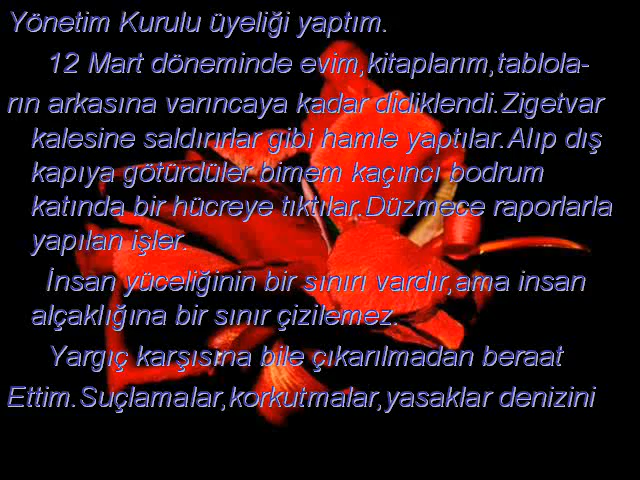 Yönetim Kurulu üyeliği yaptım.
12 Mart döneminde evim,kitaplarım,tablola-
rın arkasına varıncaya kadar didiklendi.Zigetvar
kalesine saldırırlar gibi hamle yaptılar.Alıp dış
kapıya götürdüler.bimem kaçıncı bodrum
katında bir hücreye tıktılar.Düzmece raporlarla
yapılan işler.
İnsan yüceliğinin bir sınırı vardır,ama insan
alçaklığına bir sınır çizilemez.
Yargıç karşısına bile çıkarılmadan beraat
Ettim.Suçlamalar,korkutmalar,yasaklar denizini